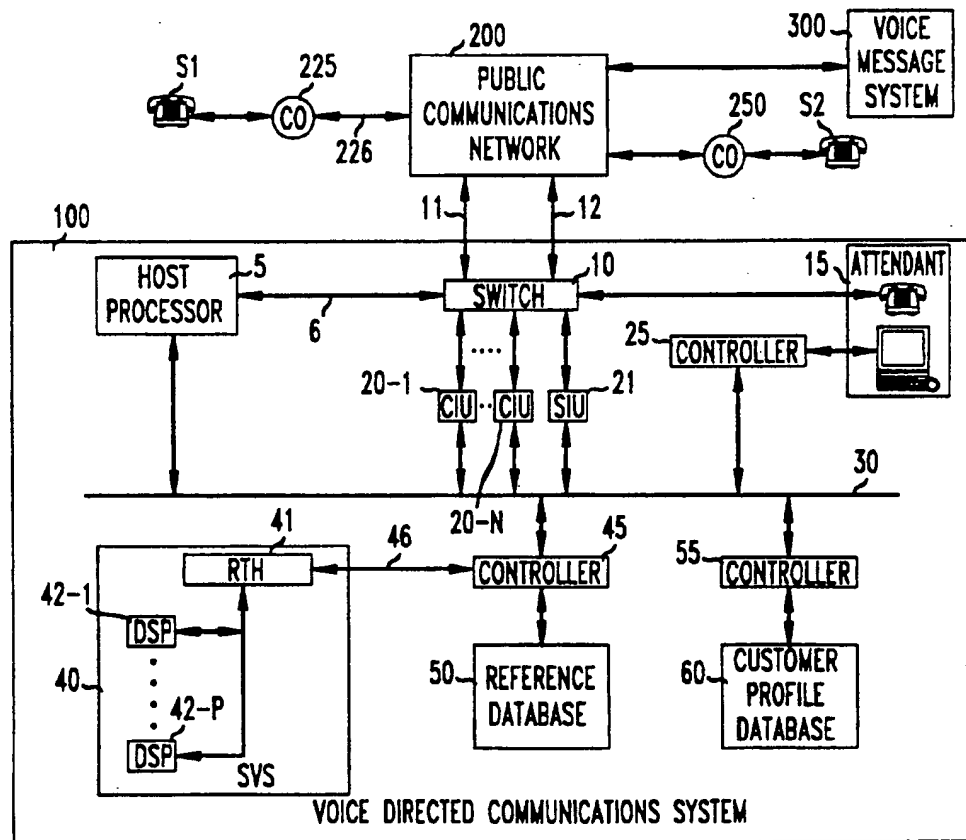 200
300
VOICE
MESSAGE
SYSTEM
S1
225
CO
226
PUBLIC
COMMUNICATIONS
NETWORK
250
S2
CO
11
12
100
HOST
PROCESSOR
5
6
10
SWITCH
15
ATTENDANT
25
CONTROLLER
20-1
CIU
CIU
SIU
21
20-N
30
41
RTH
46
45
CONTROLLER
55
CONTROLLER
42-1
DSP
40
42-P
DSP
SVS
50
REFERENCE
DATABASE
60
CUSTOMER
PROFILE
DATABASE
VOICE DIRECTED COMMUNICATIONS SYSTEM